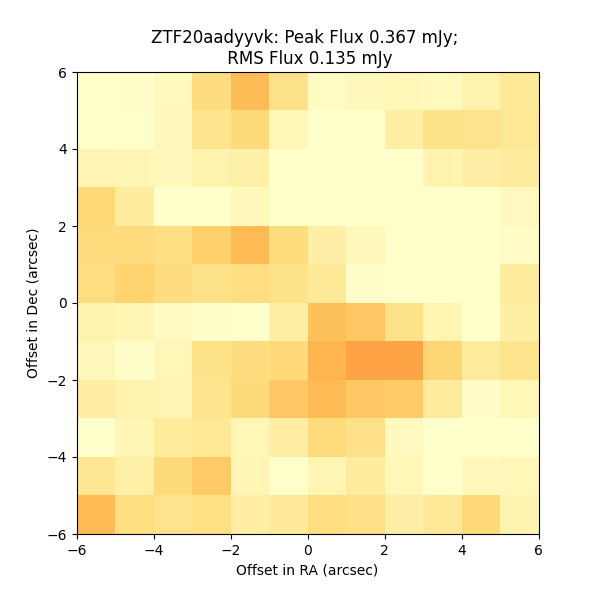 ZTF20aadyyvk: Peak Flux 0.367 mJy;
RMS Flux 0.135 mJy
6
4
2
0
−2
−4
−6
Offset in Dec (arcsec)
−6 −4 −2 0 2 4 6
Offset in RA (arcsec)